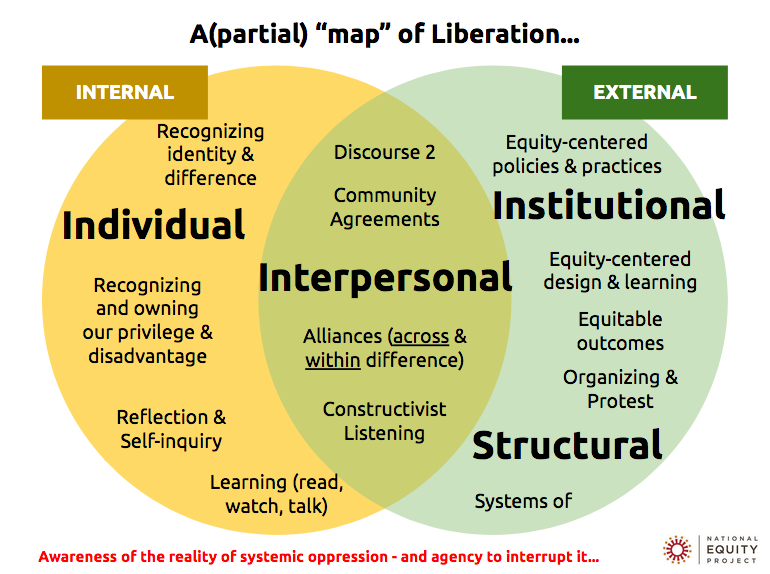 A(partial) “map” of Liberation...
INTERNAL
EXTERNAL
Recognizing
identity &
difference
Individual
Recognizing
and owning
our privilege &
disadvantage
Reflection &
Self-inquiry
Learning (read,
watch, talk)
Discourse 2
Community
Agreements
Interpersonal
Alliances (across &
within difference)
Constructivist
Listening
Equity-centered
policies & practices
Institutional
Equity-centered
design & learning
Equitable
outcomes
Organizing &
Protest
Structural
Systems of
Awareness of the reality of systemic oppression - and agency to interrupt it...
NATIONAL
EQUITY
PROJECT